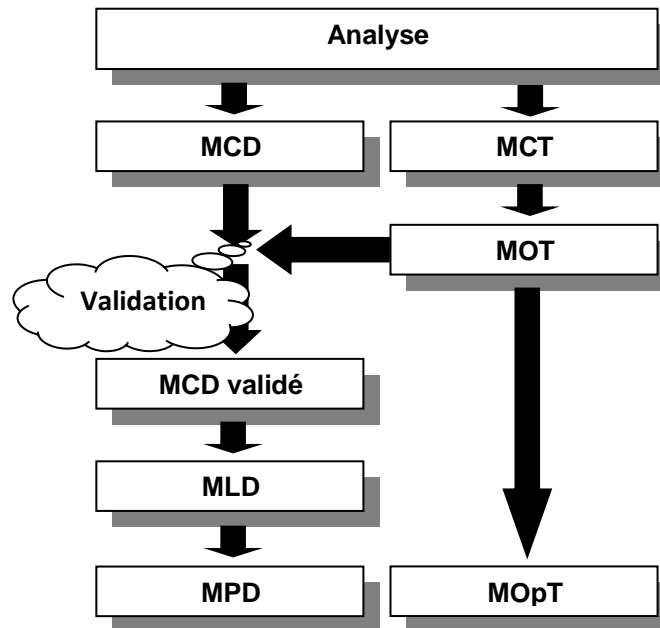 Analyse
MCD
MCT
MOT
Validation
MCD validé
MLD
MPD
MOpT